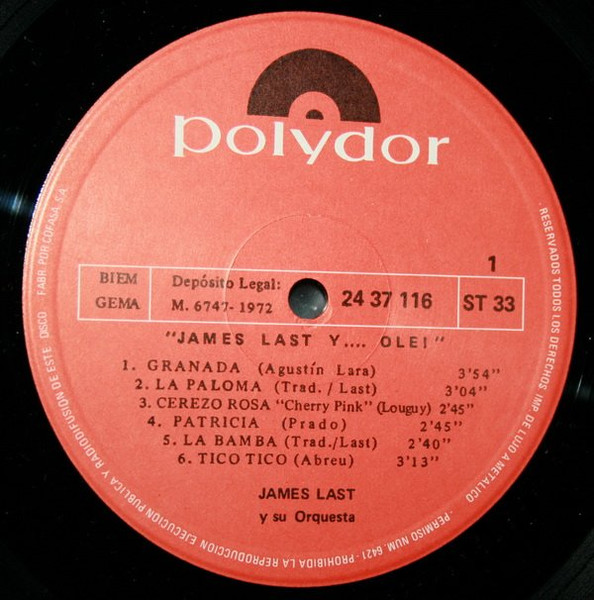 polydor
1
BIEM
GEMA
Depósito Legal:
M. 6747-1972
24 37 116
ST 33
"JAMES LAST Y.... OLE!"
1. GRANADA (Agustín Lara) 3'54"
2. LA PALOMA (Trad. / Last) 3'04"
3. CEREZO ROSA "Cherry Pink" (Louguy) 2'45"
4. PATRICIA (Prado) 2'45"
5. LA BAMBA (Trad./Last) 2'40"
6. TICO TICO (Abreu) 3'13"
JAMES LAST
y su Orquesta
· RESERVADOS TODOS LOS DERECHOS IMP. DE LUJO A METALICO · PERMISO NUM. 6421 - PROHIBIDA LA REPRODUCCION EJECUCION PUBLICA Y RADIODIFUSION DE ESTE DISCO FABR. POR COFASA, S.A.